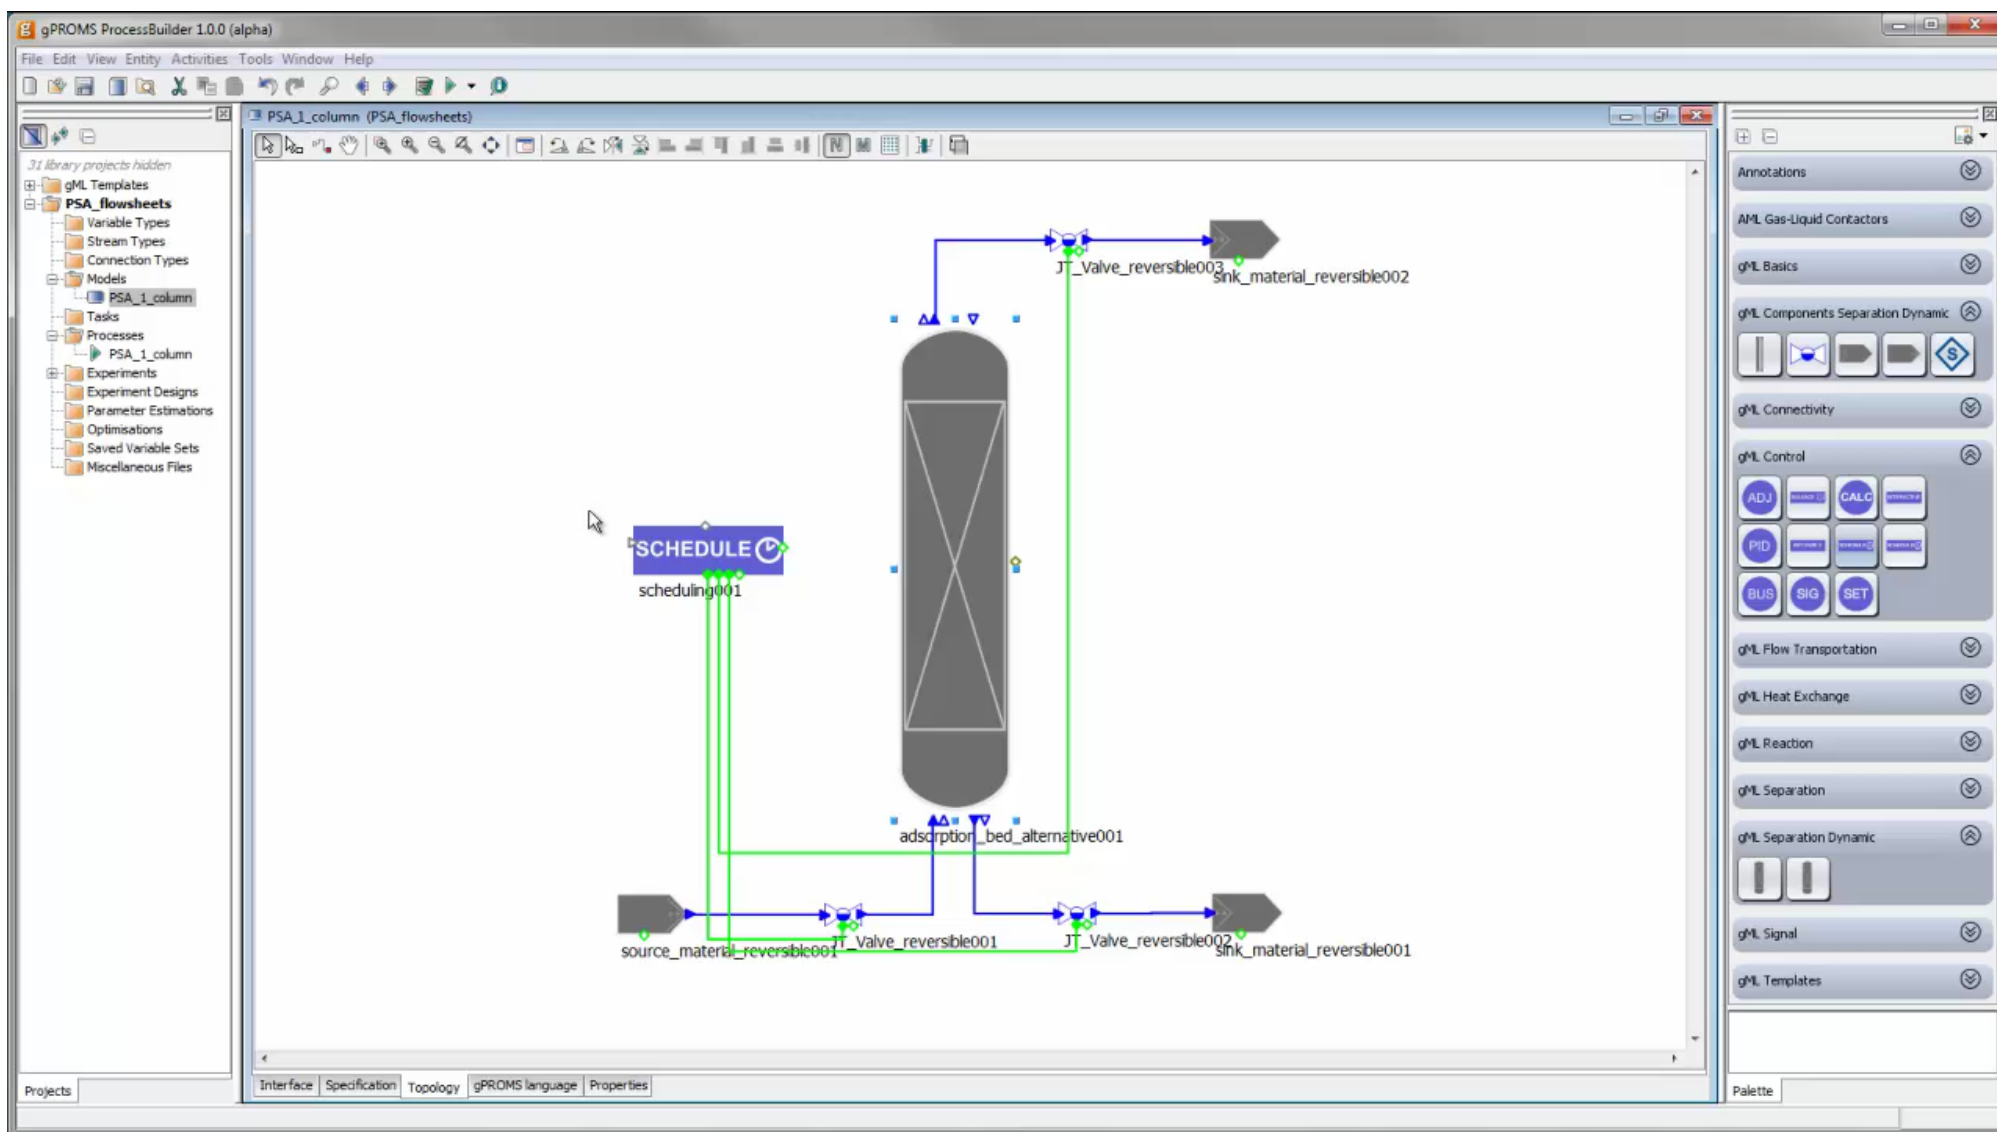 gPROMS ProcessBuilder 1.0.0 (alpha)
File Edit View Entity Activities Tools Window Help
PSA_1_column (PSA_flowsheets)
31 library projects hidden
gML Templates
PSA_flowsheets
Variable Types
Stream Types
Connection Types
Models
PSA_1_column
Tasks
Processes
PSA_1_column
Experiments
Experiment Designs
Parameter Estimations
Optimisations
Saved Variable Sets
Miscellaneous Files
Projects
N M
JT_Valve_reversible003
sink_material_reversible002
SCHEDULE
scheduling001
adsorption_bed_alternative001
source_material_reversible001
JT_Valve_reversible001
JT_Valve_reversible002
sink_material_reversible001
Interface Specification Topology gPROMS language Properties
Annotations
AML Gas-Liquid Contactors
gML Basics
gML Components Separation Dynamic
S
gML Connectivity
gML Control
ADJ CALC
PID
BUS SIG SET
gML Flow Transportation
gML Heat Exchange
gML Reaction
gML Separation
gML Separation Dynamic
gML Signal
gML Templates
Palette